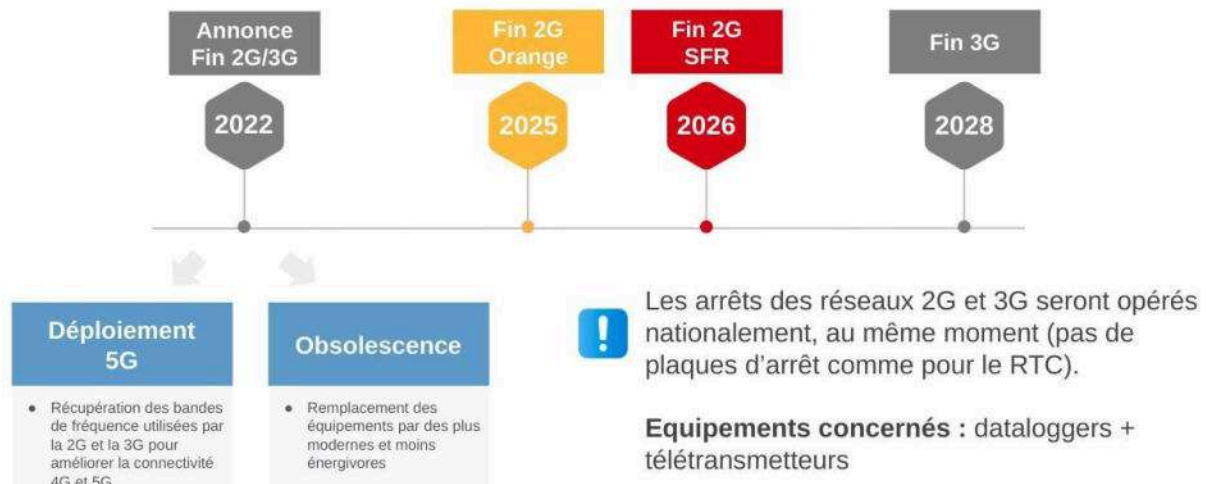 Annonce
Fin 2G/3G
Fin 2G
Orange
Fin 2G
SFR
Fin 3G
2022
2025
2026
2028
Déploiement
5G
Obsolescence
• Récupération des bandes
de fréquence utilisées par
la 2G et la 3G pour
améliorer la connectivité
4G et 5G
• Remplacement des
équipements par des plus
modernes et moins
énergivores
Les arrêts des réseaux 2G et 3G seront opérés
nationalement, au même moment (pas de
plaques d'arrêt comme pour le RTC).
Equipements concernés : dataloggers +
télétransmetteurs